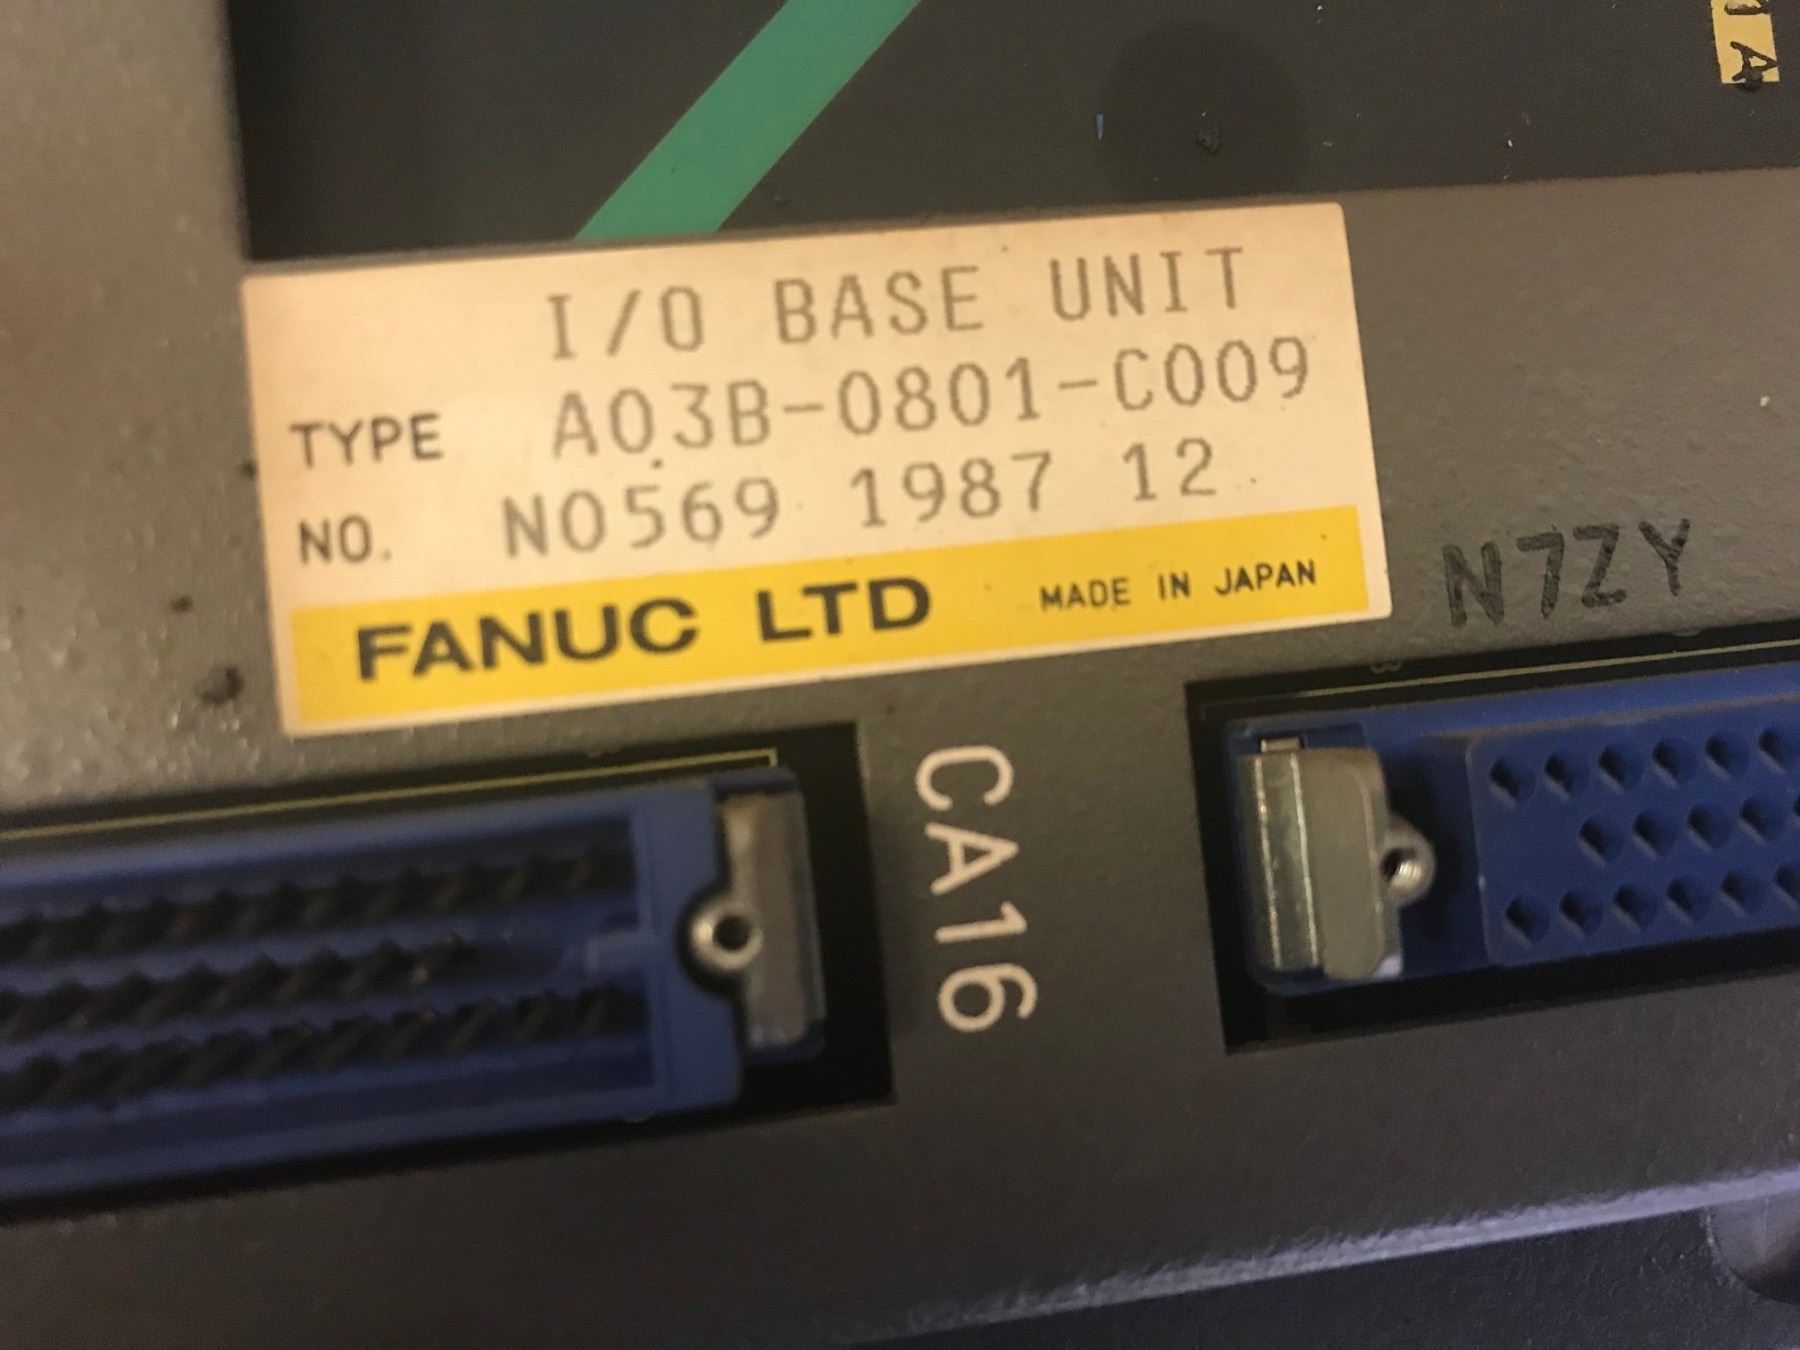 I/O BASE UNIT
TYPE A03B-0801-C009
NO. N0569 1987 12
FANUC LTD MADE IN JAPAN
N7ZY
CA16